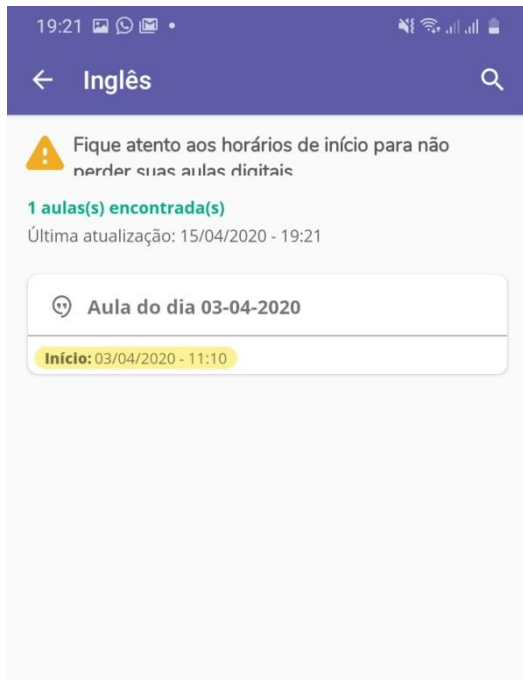 19:21
Inglês
Fique atento aos horários de início para não
perder suas aulas digitais
1 aulas(s) encontrada(s)
Última atualização: 15/04/2020 - 19:21
Aula do dia 03-04-2020
Início: 03/04/2020 - 11:10